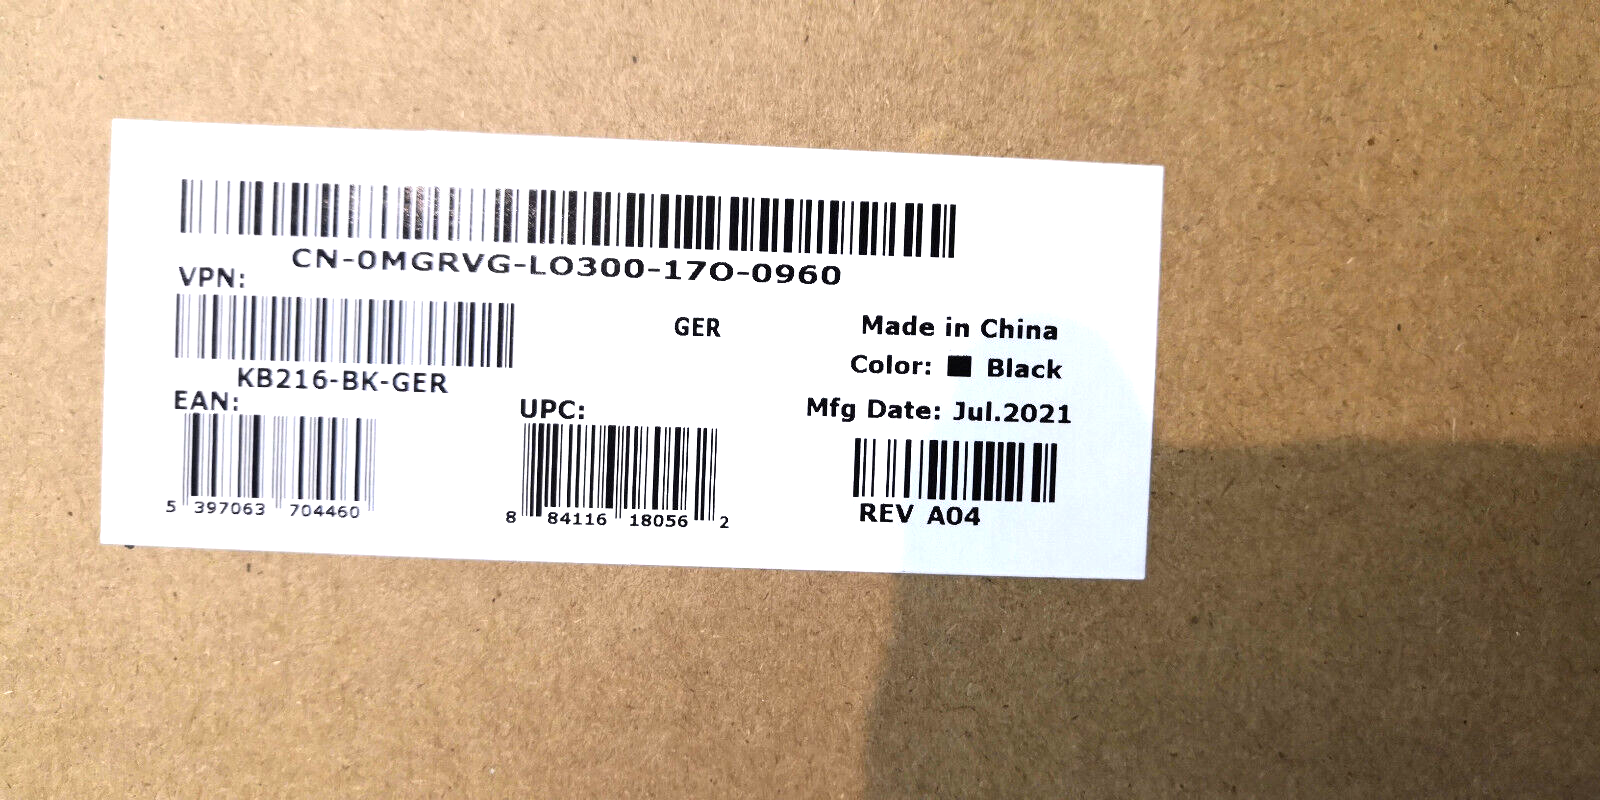 CN-0MGRVG-LO300-17O-0960
VPN:
KB216-BK-GER
GER
Made in China
Color: Black
Mfg Date: Jul.2021
EAN:
5 397063 704460
UPC:
8 84116 18056 2
REV A04